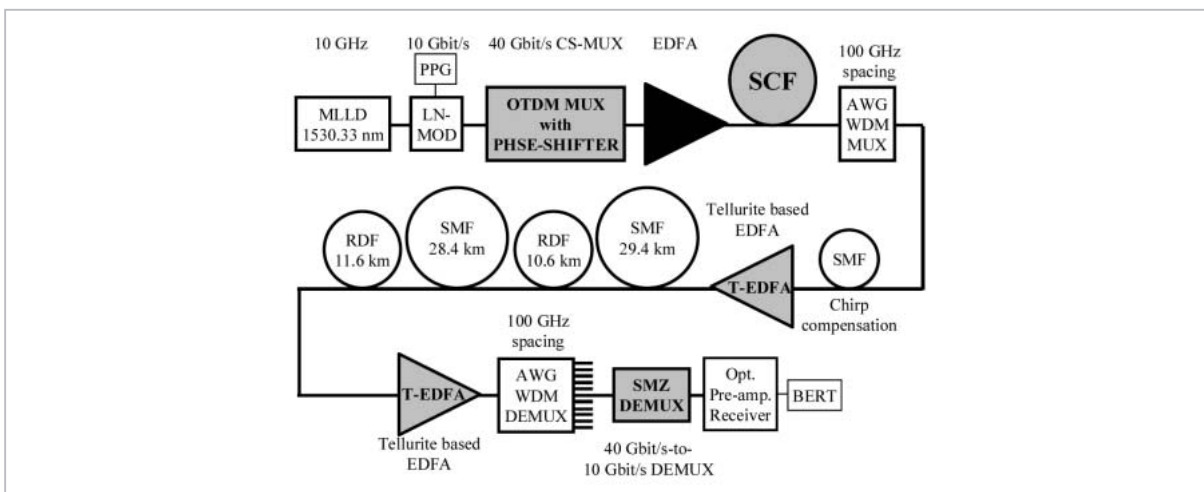 10 GHz
10 Gbit/s
40 Gbit/s CS-MUX
EDFA
100 GHz
spacing
PPG
SCF
MLLD
1530.33 nm
LN-
MOD
OTDM MUX
with
PHSE-SHIFTER
AWG
WDM
MUX
Tellurite based
EDFA
RDF
11.6 km
SMF
28.4 km
RDF
10.6 km
SMF
29.4 km
T-EDFA
SMF
Chirp
compensation
100 GHz
spacing
T-EDFA
AWG
WDM
DEMUX
SMZ
DEMUX
Opt.
Pre-amp.
Receiver
BERT
Tellurite based
EDFA
40 Gbit/s-to-
10 Gbit/s DEMUX